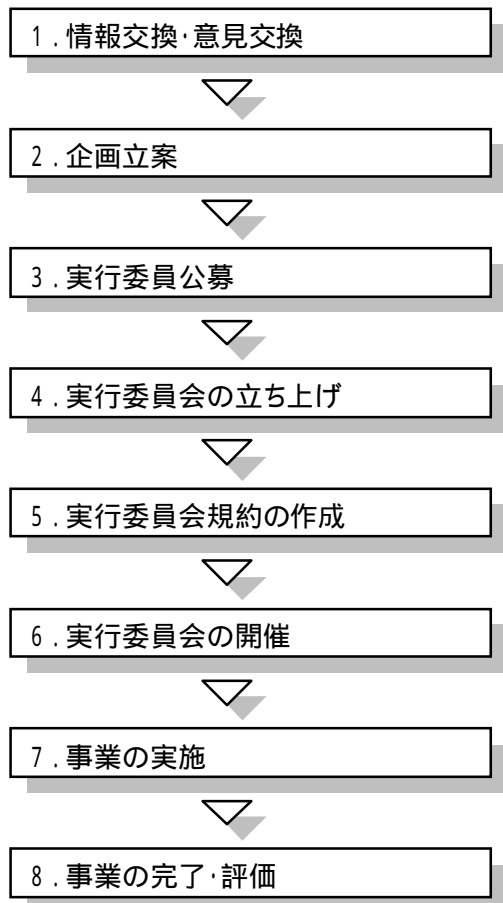 1．情報交換・意見交換
2．企画立案
3．実行委員公募
4．実行委員会の立ち上げ
5．実行委員会規約の作成
6．実行委員会の開催
7．事業の実施
8．事業の完了・評価